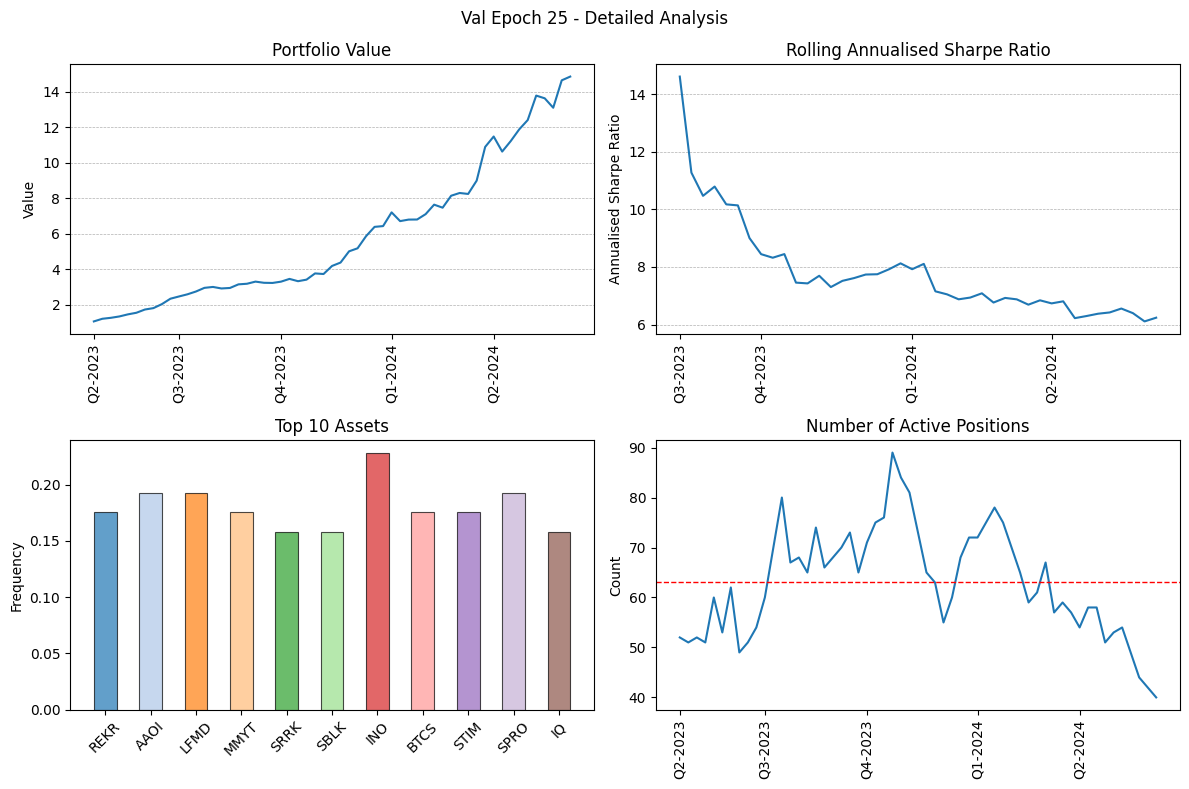 Val Epoch 25 - Detailed Analysis
Portfolio Value
Value
14
12
10
8
6
4
2
Q2-2023
Q3-2023
Q4-2023
Q1-2024
Q2-2024
Rolling Annualised Sharpe Ratio
Annualised Sharpe Ratio
14
12
10
8
6
Q3-2023
Q4-2023
Q1-2024
Q2-2024
Top 10 Assets
Frequency
0.20
0.15
0.10
0.05
0.00
REKR
AAOI
LFMD
MMYT
SRRK
SBLK
INO
BTCS
STIM
SPRO
IQ
Number of Active Positions
Count
90
80
70
60
50
40
Q2-2023
Q3-2023
Q4-2023
Q1-2024
Q2-2024